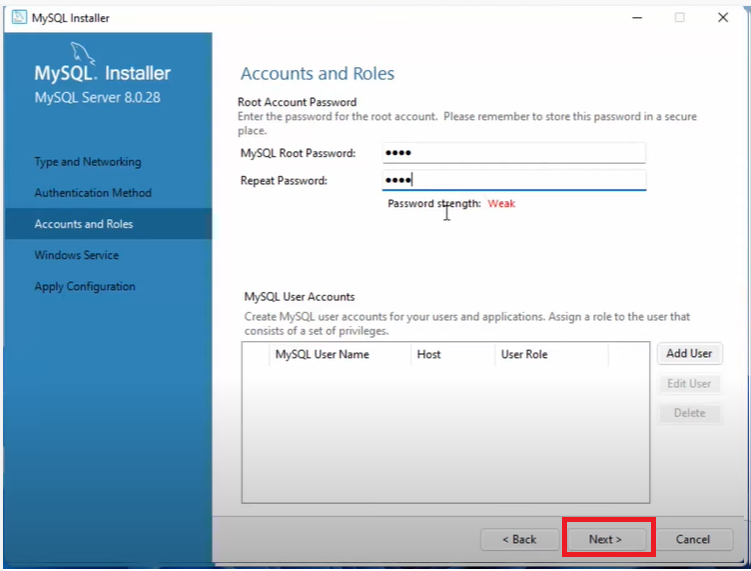 MySQL Installer
MySQL. Installer
MySQL Server 8.0.28
Type and Networking
Authentication Method
Accounts and Roles
Windows Service
Apply Configuration
Accounts and Roles
Root Account Password
Enter the password for the root account. Please remember to store this password in a secure
place.
MySQL Root Password: ••••
Repeat Password: ••••
Password strength: Weak
MySQL User Accounts
Create MySQL user accounts for your users and applications. Assign a role to the user that
consists of a set of privileges.
MySQL User Name Host User Role
Add User
Edit User
Delete
< Back Next > Cancel